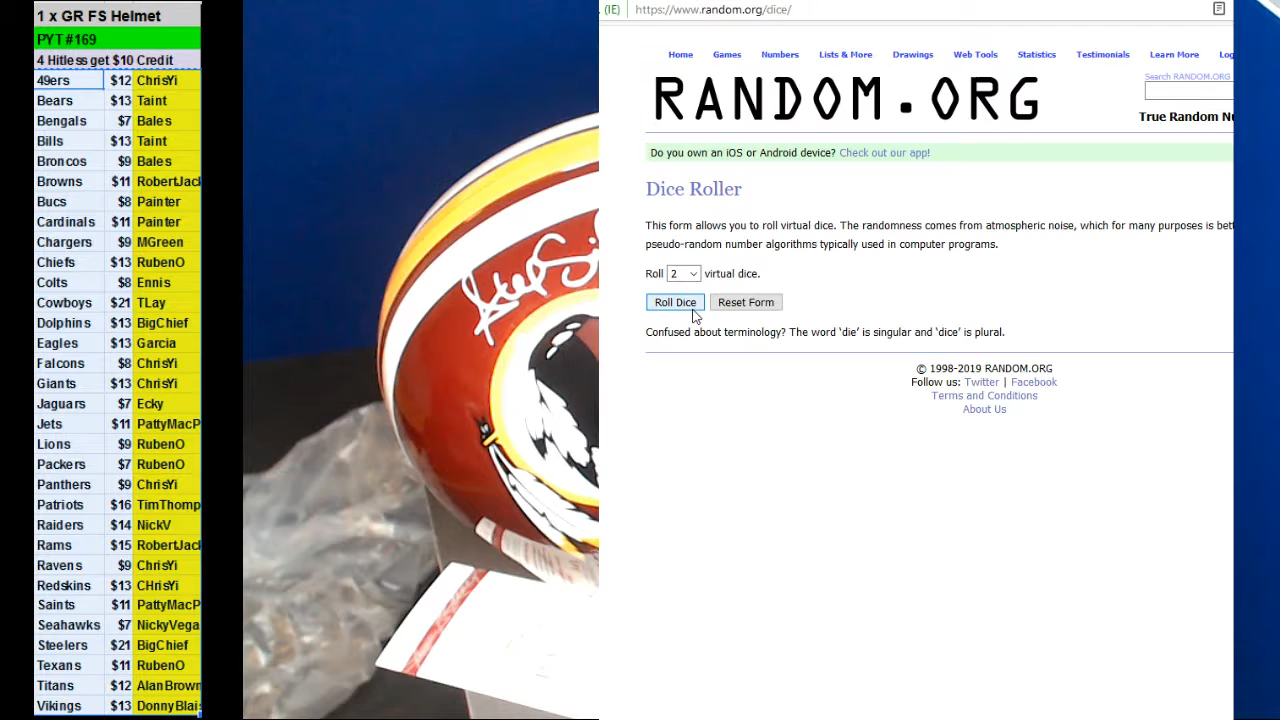 1 x GR FS Helmet
PYT #169
4 Hitless get $10 Credit
49ers $12 ChrisYi
Bears $13 Taint
Bengals $7 Bales
Bills $13 Taint
Broncos $9 Bales
Browns $11 RobertJack
Bucs $8 Painter
Cardinals $11 Painter
Chargers $9 MGreen
Chiefs $13 RubenO
Colts $8 Ennis
Cowboys $21 TLay
Dolphins $13 BigChief
Eagles $13 Garcia
Falcons $8 ChrisYi
Giants $13 ChrisYi
Jaguars $7 Ecky
Jets $11 PattyMacP
Lions $9 RubenO
Packers $7 RubenO
Panthers $9 ChrisYi
Patriots $16 TimThomp
Raiders $14 NickV
Rams $15 RobertJack
Ravens $9 ChrisYi
Redskins $13 CHrisYi
Saints $11 PattyMacP
Seahawks $7 NickyVega
Steelers $21 BigChief
Texans $11 RubenO
Titans $12 AlanBrown
Vikings $13 DonnyBlais
(IE) https://www.random.org/dice/
Home Games Numbers Lists & More Drawings Web Tools Statistics Testimonials Learn More Log
Search RANDOM.ORG
RANDOM.ORG
True Random Nu
Do you own an iOS or Android device? Check out our app!
Dice Roller
This form allows you to roll virtual dice. The randomness comes from atmospheric noise, which for many purposes is bett
pseudo-random number algorithms typically used in computer programs.
Roll 2 virtual dice.
Roll Dice Reset Form
Confused about terminology? The word ‘die’ is singular and ‘dice’ is plural.
© 1998-2019 RANDOM.ORG
Follow us: Twitter | Facebook
Terms and Conditions
About Us